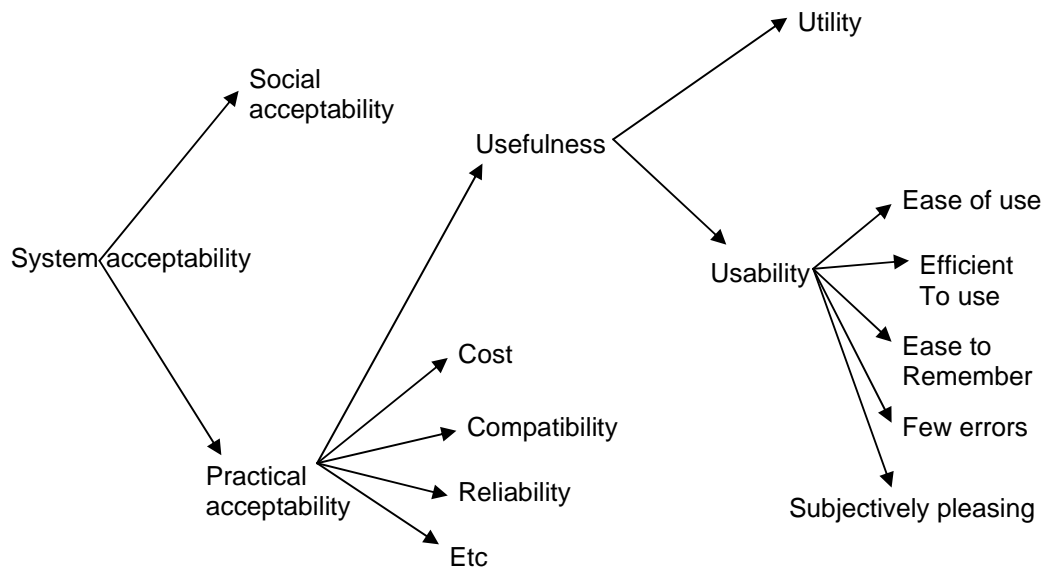 Utility
Social
acceptability
Usefulness
Ease of use
System acceptability
Usability
Efficient
To use
Ease to
Remember
Cost
Compatibility
Few errors
Practical
acceptability
Reliability
Subjectively pleasing
Etc